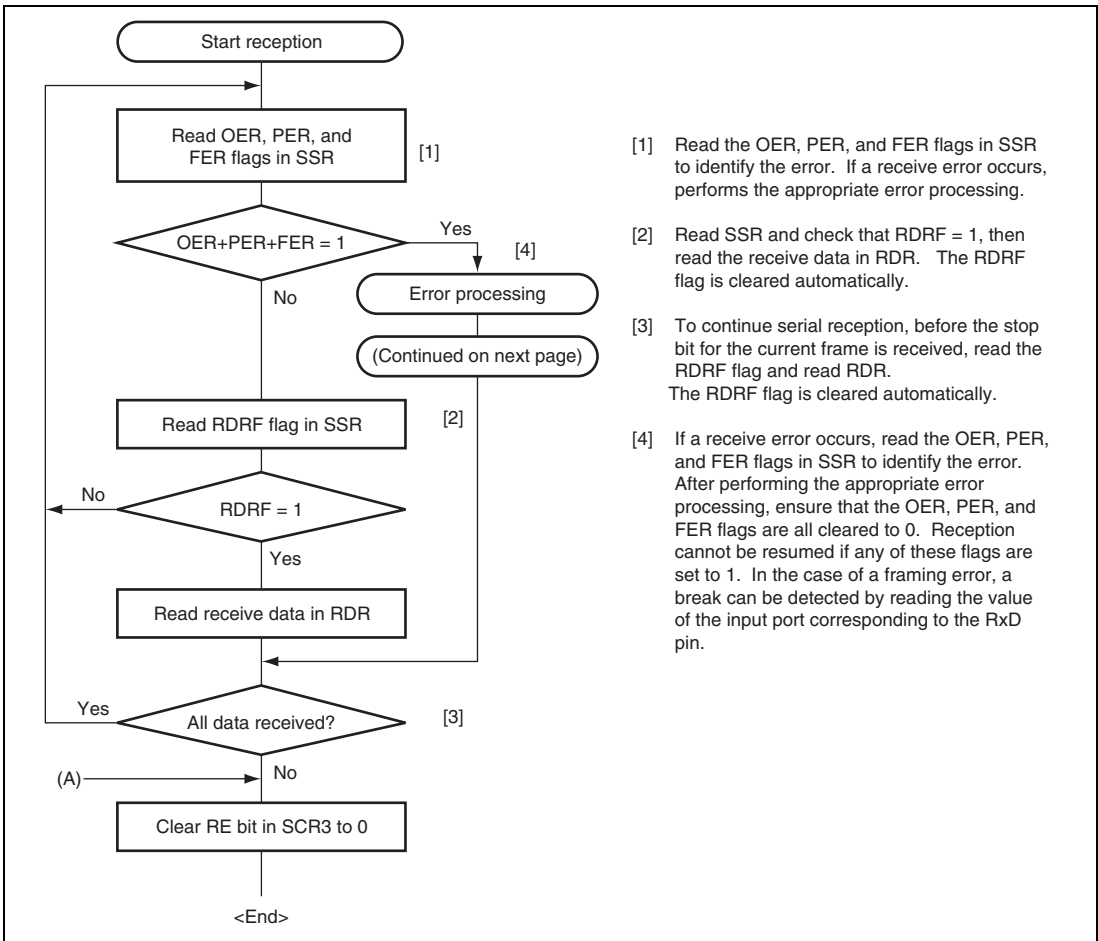 Start reception
Read OER, PER, and
FER flags in SSR
[1]
OER+PER+FER = 1
Yes
[4]
No
Error processing
(Continued on next page)
Read RDRF flag in SSR
[2]
No
RDRF = 1
Yes
Read receive data in RDR
Yes
All data received?
[3]
(A)
No
Clear RE bit in SCR3 to 0
<End>
[1] Read the OER, PER, and FER flags in SSR
to identify the error. If a receive error occurs,
performs the appropriate error processing.
[2] Read SSR and check that RDRF = 1, then
read the receive data in RDR. The RDRF
flag is cleared automatically.
[3] To continue serial reception, before the stop
bit for the current frame is received, read the
RDRF flag and read RDR.
The RDRF flag is cleared automatically.
[4] If a receive error occurs, read the OER, PER,
and FER flags in SSR to identify the error.
After performing the appropriate error
processing, ensure that the OER, PER, and
FER flags are all cleared to 0. Reception
cannot be resumed if any of these flags are
set to 1. In the case of a framing error, a
break can be detected by reading the value
of the input port corresponding to the RxD
pin.